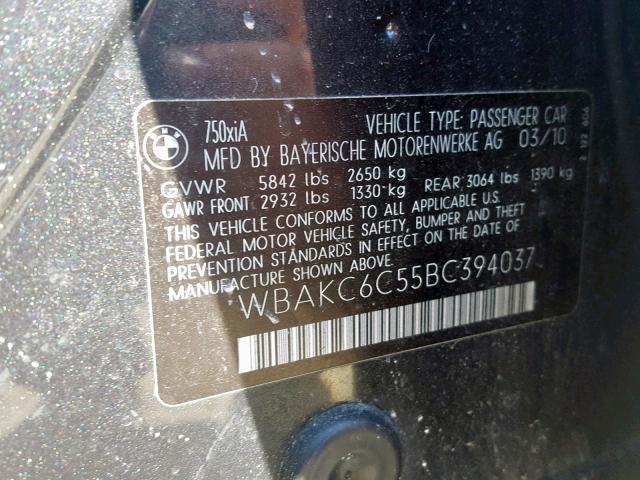 BMW
750xiA VEHICLE TYPE: PASSENGER CAR
MFD BY BAYERISCHE MOTORENWERKE AG 03/10
GVWR 5842 lbs 2650 kg
GAWR FRONT 2932 lbs 1330 kg REAR 3064 lbs 1390 kg
THIS VEHICLE CONFORMS TO ALL APPLICABLE U.S.
FEDERAL MOTOR VEHICLE SAFETY, BUMPER AND THEFT
PREVENTION STANDARDS IN EFFECT ON THE DATE OF
MANUFACTURE SHOWN ABOVE.
WBAKC6C55BC394037